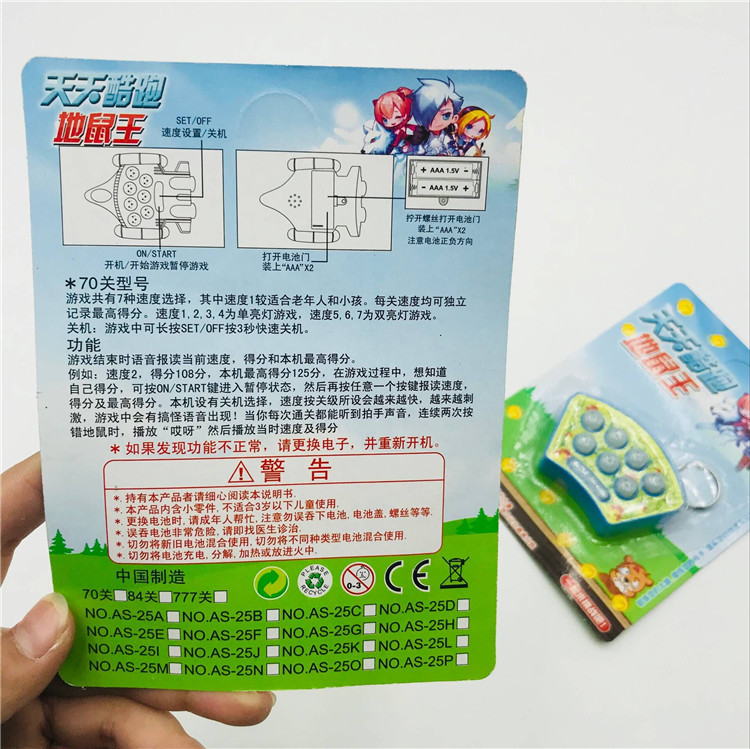 天天酷跑
地鼠王
SET/OFF
速度设置/关机
ON/START
开机/开始游戏暂停游戏
打开电池门
装上“AAA”X2
+ AAA 1.5V -
- AAA 1.5V +
拧开螺丝打开电池门
装上“AAA”X2
注意电池正负方向
*70关型号
游戏共有7种速度选择，其中速度1较适合老年人和小孩。每关速度均可独立
记录最高得分。速度1,2,3,4为单亮灯游戏，速度5,6,7为双亮灯游戏。
关机：游戏中可长按SET/OFF按3秒快速关机。
功能
游戏结束时语音报读当前速度，得分和本机最高得分。
例如：速度2，得分108分，本机最高得分125分，在游戏过程中，想知道
自己得分，可按ON/START键进入暂停状态，然后再按任意一个按键报读速度，
得分及最高得分。本机设有关机选择，速度按关级所设会越来越快，越来越刺
激，游戏中会有搞怪语音出现！当你每次通关都能听到拍手声音，连续两次按
错地鼠时，播放“哎呀”然后播放当时速度及得分
*如果发现功能不正常，请更换电子，并重新开机。
警告
*.持有本产品者请细心阅读本说明书.
*.本产品内含小零件,不适合3岁以下儿童使用.
*.更换电池时,请成年人帮忙,注意勿误吞下电池,电池盖,螺丝等等.
*.误吞电池非常危险,请即找医生诊治.
*.切勿将新旧电池混合使用,切勿将不同种类型电池混合使用.
*.切勿将电池充电,分解,加热或放进火中.
中国制造
PLEASE RECYCLE
0-3
CE
70关 84关 777关
NO.AS-25A NO.AS-25B NO.AS-25C NO.AS-25D
NO.AS-25E NO.AS-25F NO.AS-25G NO.AS-25H
NO.AS-25I NO.AS-25J NO.AS-25K NO.AS-25L
NO.AS-25M NO.AS-25N NO.AS-25O NO.AS-25P
天天酷跑
地鼠王